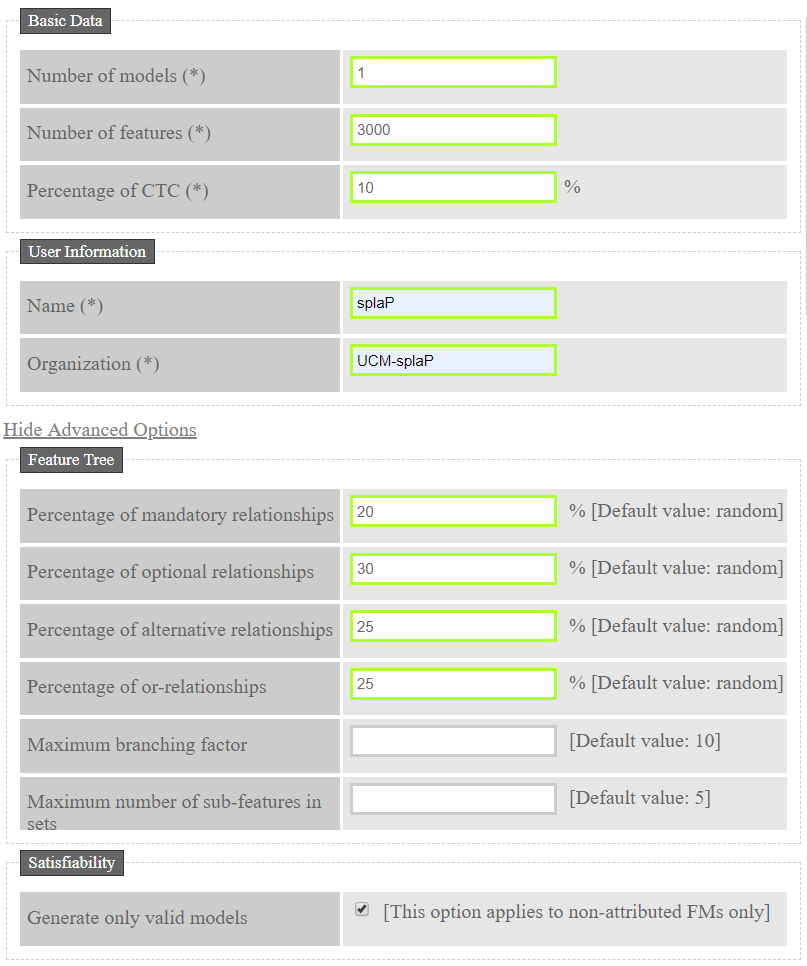 Basic Data
Number of models (*) 1
Number of features (*) 3000
Percentage of CTC (*) 10 %
User Information
Name (*) splaP
Organization (*) UCM-splaP
Hide Advanced Options
Feature Tree
Percentage of mandatory relationships 20 % [Default value: random]
Percentage of optional relationships 30 % [Default value: random]
Percentage of alternative relationships 25 % [Default value: random]
Percentage of or-relationships 25 % [Default value: random]
Maximum branching factor [Default value: 10]
Maximum number of sub-features in [Default value: 5]
sets
Satisfiability
Generate only valid models [This option applies to non-attributed FMs only]